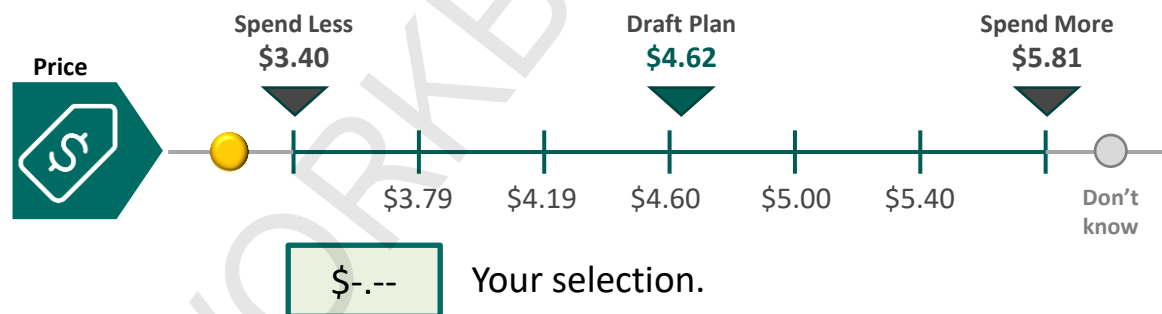 Spend Less
Draft Plan
Spend More
$3.40
$4.62
$5.81
Price
$
$3.79
$4.19
$4.60
$5.00
$5.40
Don't
know
$-.--
Your selection.